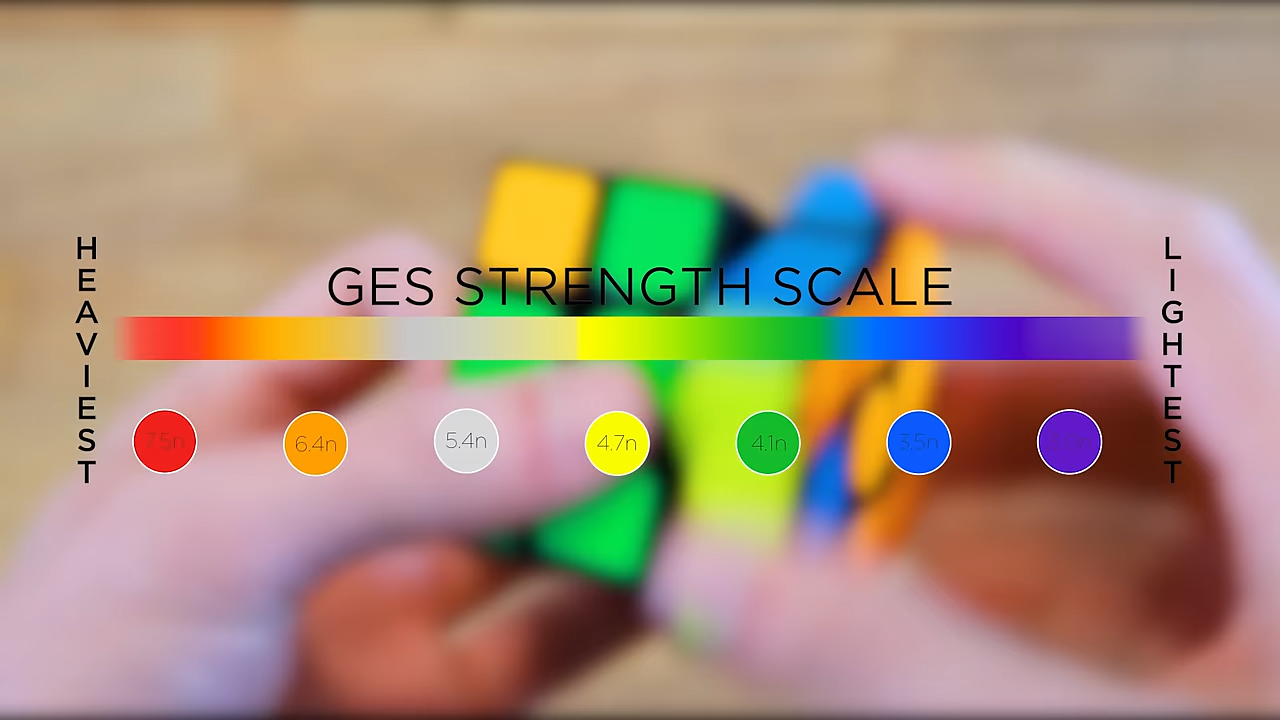 GES STRENGTH SCALE
HEAVIEST
LIGHTEST
7.5n
6.4n
5.4n
4.7n
4.1n
3.5n